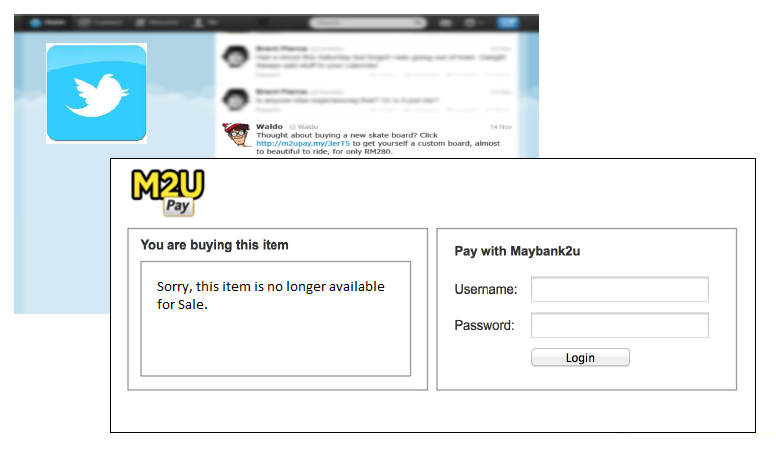 Waldo @Waldo 14 Nov
Thought about buying a new skate board? Click
http://m2upay.my/3erT5 to get yourself a custom board, almost
to beautiful to ride, for only RM280.
M2U
Pay
You are buying this item
Sorry, this item is no longer available
for Sale.
Pay with Maybank2u
Username:
Password:
Login